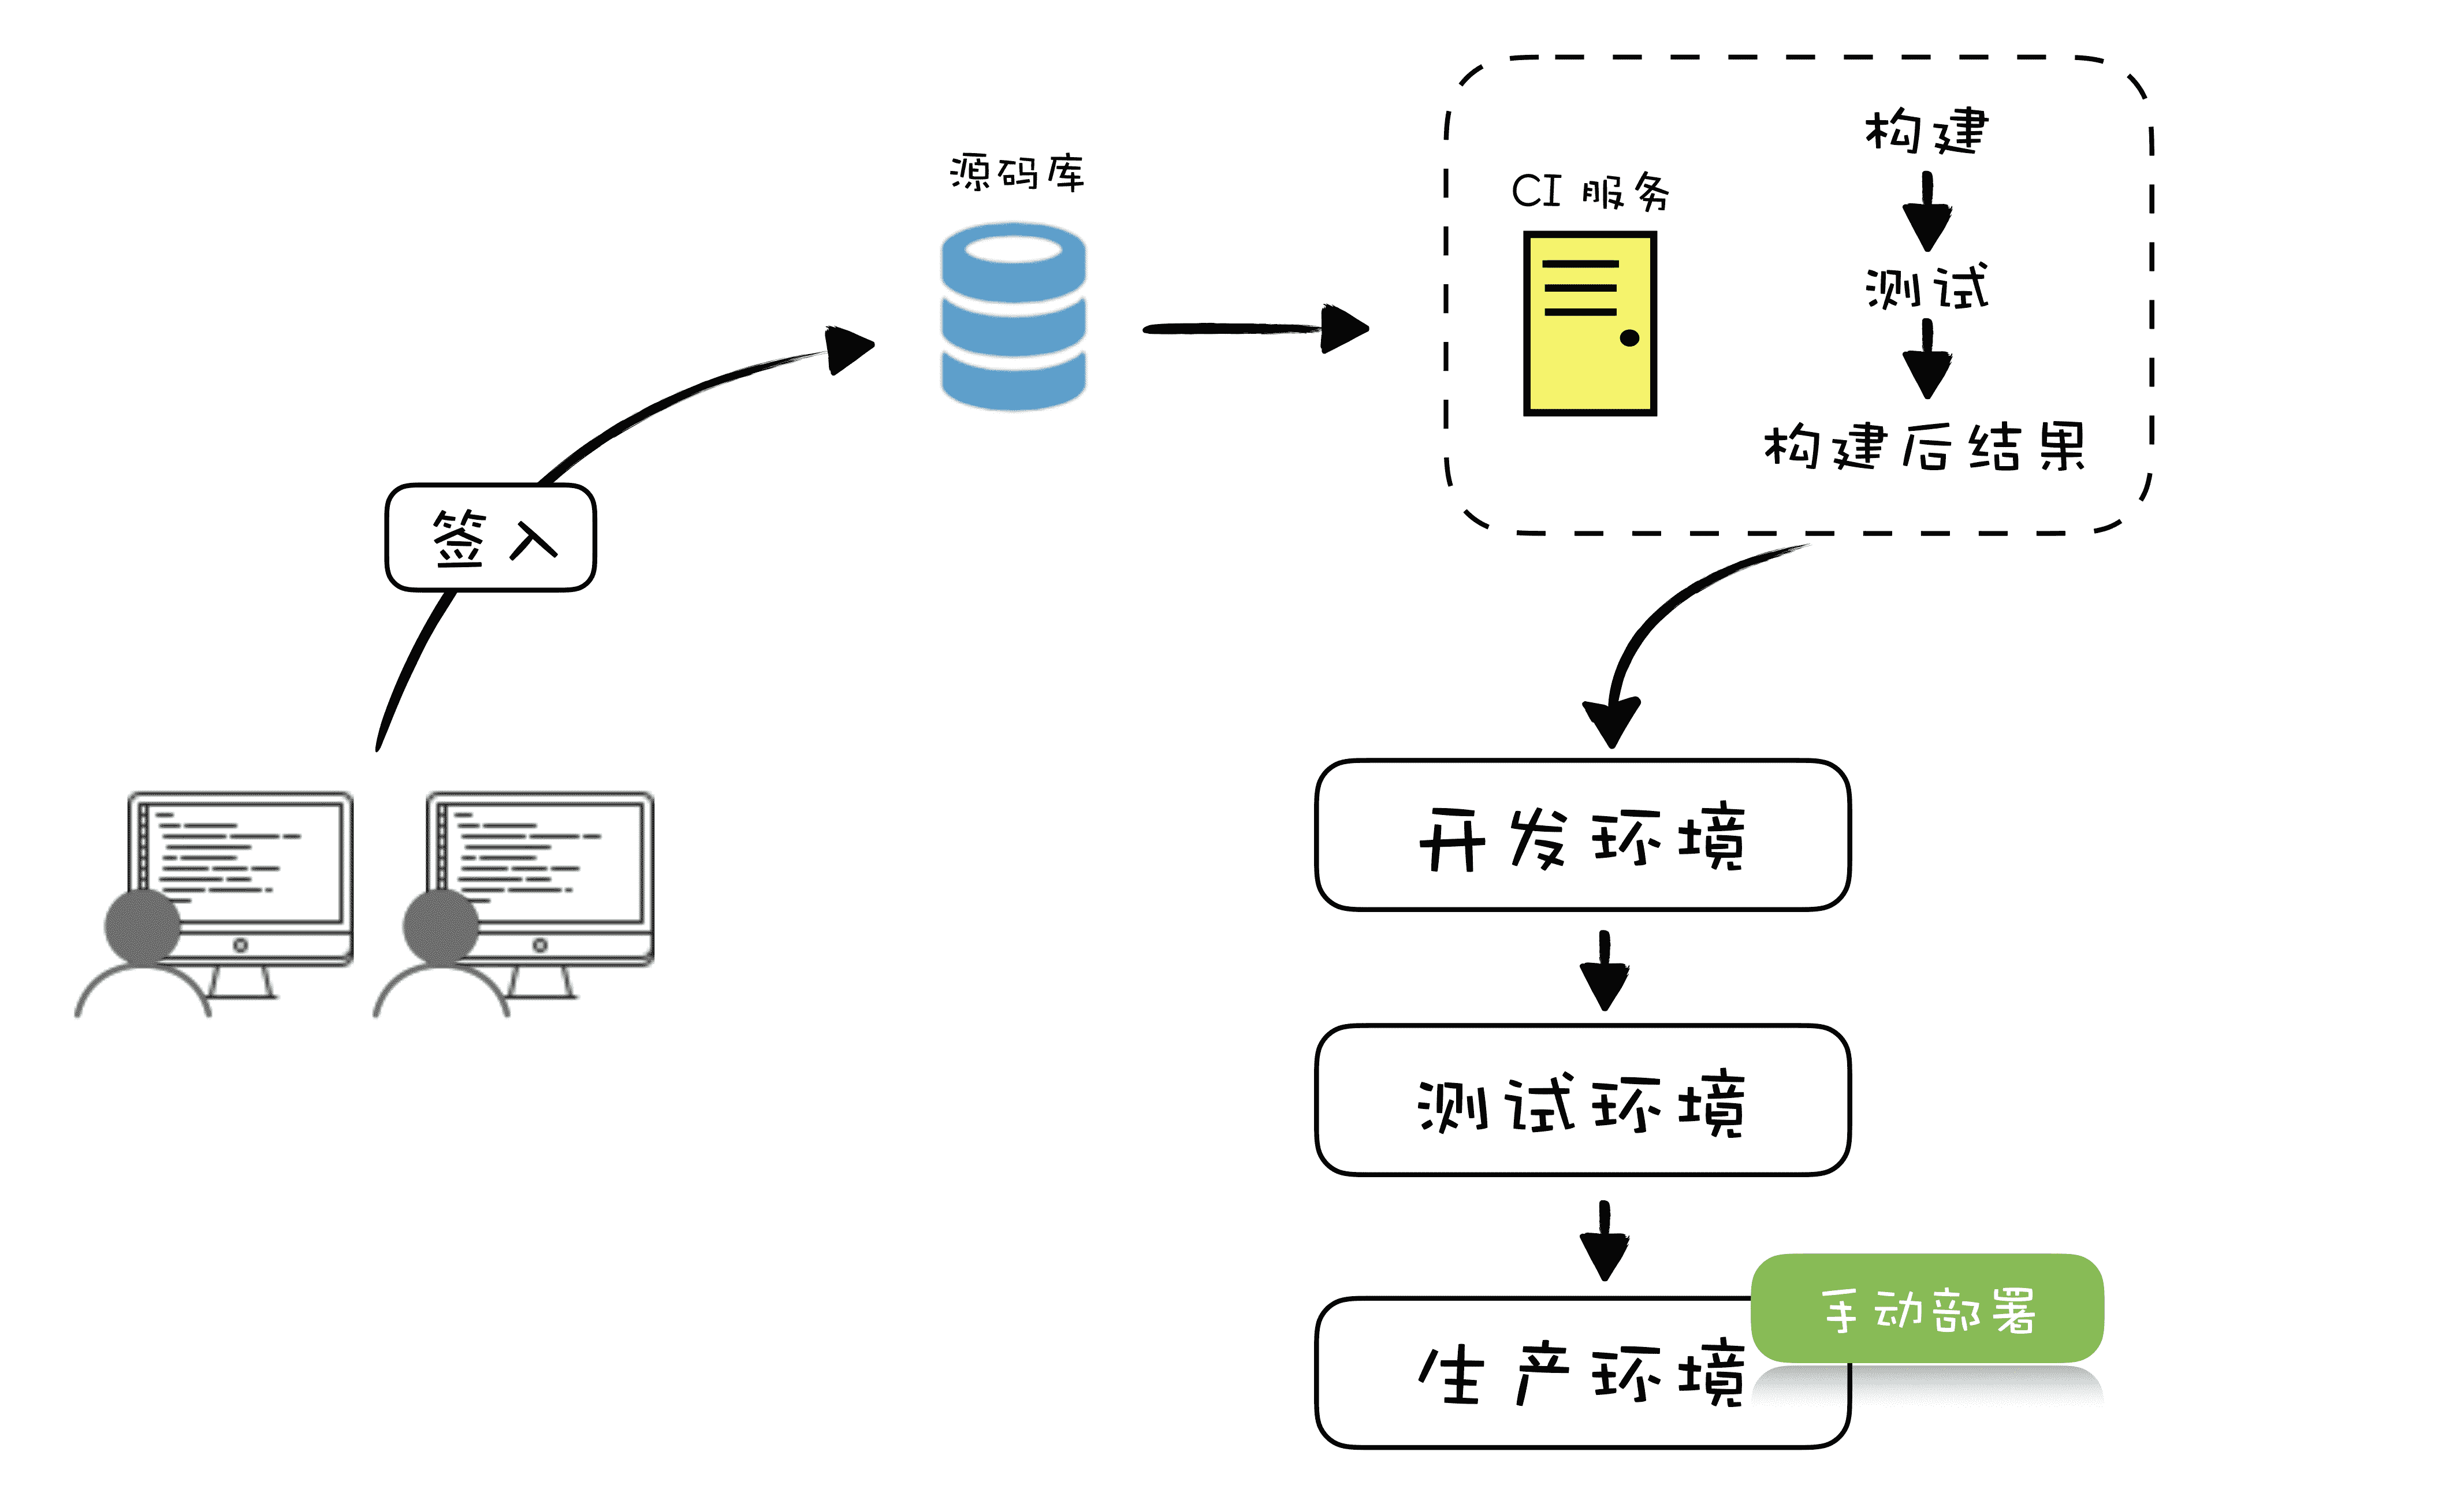 源码库
CI 服务
构建
测试
构建后结果
签入
开发环境
测试环境
生产环境
手动部署